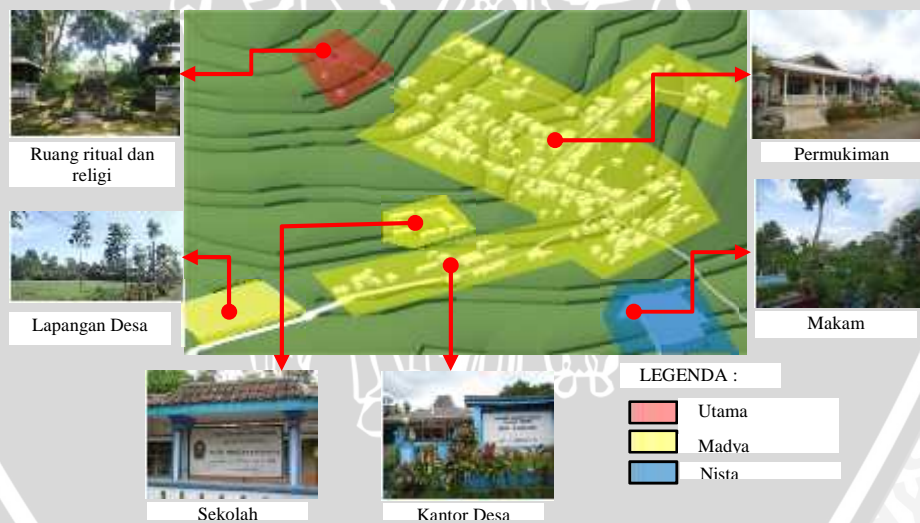 Ruang ritual dan
religi
Permukiman
Lapangan Desa
Makam
LEGENDA :
Utama
Madya
Nista
Sekolah
Kantor Desa